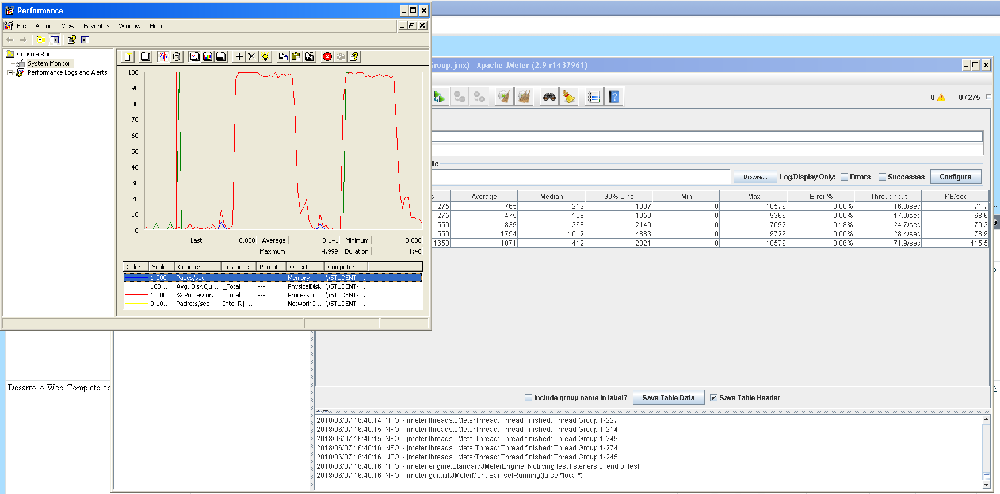 Performance
File Action View Favorites Window Help
Console Root
System Monitor
Performance Logs and Alerts
100
90
80
70
60
50
40
30
20
10
0
Last 0.000 Average 0.141 Minimum 0.000
Maximum 4.999 Duration 1:40
Color Scale Counter Instance Parent Object Computer
1.000 Pages/sec --- --- Memory \\STUDENT-...
100.... Avg. Disk Qu... _Total --- PhysicalDisk \\STUDENT-...
1.000 % Processor... _Total --- Processor \\STUDENT-...
0.10... Packets/sec Intel[R] ... --- Network I... \\STUDENT-...
Group.jmx) - Apache JMeter (2.9 r1437961)
0 0 / 275
ile
Browse... Log/Display Only: Errors Successes Configure
s Average Median 90% Line Min Max Error % Throughput KB/sec
275 765 212 1807 0 10579 0.00% 16.8/sec 71.7
275 475 108 1059 0 9366 0.00% 17.0/sec 68.6
550 839 368 2149 0 7092 0.18% 24.7/sec 170.3
550 1754 1012 4883 0 9729 0.00% 28.4/sec 178.9
1650 1071 412 2821 0 10579 0.06% 71.9/sec 415.5
Include group name in label? Save Table Data Save Table Header
Desarrollo Web Completo co
2018/06/07 16:40:14 INFO - jmeter.threads.JMeterThread: Thread finished: Thread Group 1-227
2018/06/07 16:40:15 INFO - jmeter.threads.JMeterThread: Thread finished: Thread Group 1-214
2018/06/07 16:40:15 INFO - jmeter.threads.JMeterThread: Thread finished: Thread Group 1-249
2018/06/07 16:40:16 INFO - jmeter.threads.JMeterThread: Thread finished: Thread Group 1-274
2018/06/07 16:40:16 INFO - jmeter.threads.JMeterThread: Thread finished: Thread Group 1-245
2018/06/07 16:40:16 INFO - jmeter.engine.StandardJMeterEngine: Notifying test listeners of end of test
2018/06/07 16:40:16 INFO - jmeter.gui.util.JMeterMenuBar: setRunning(false,*local*)